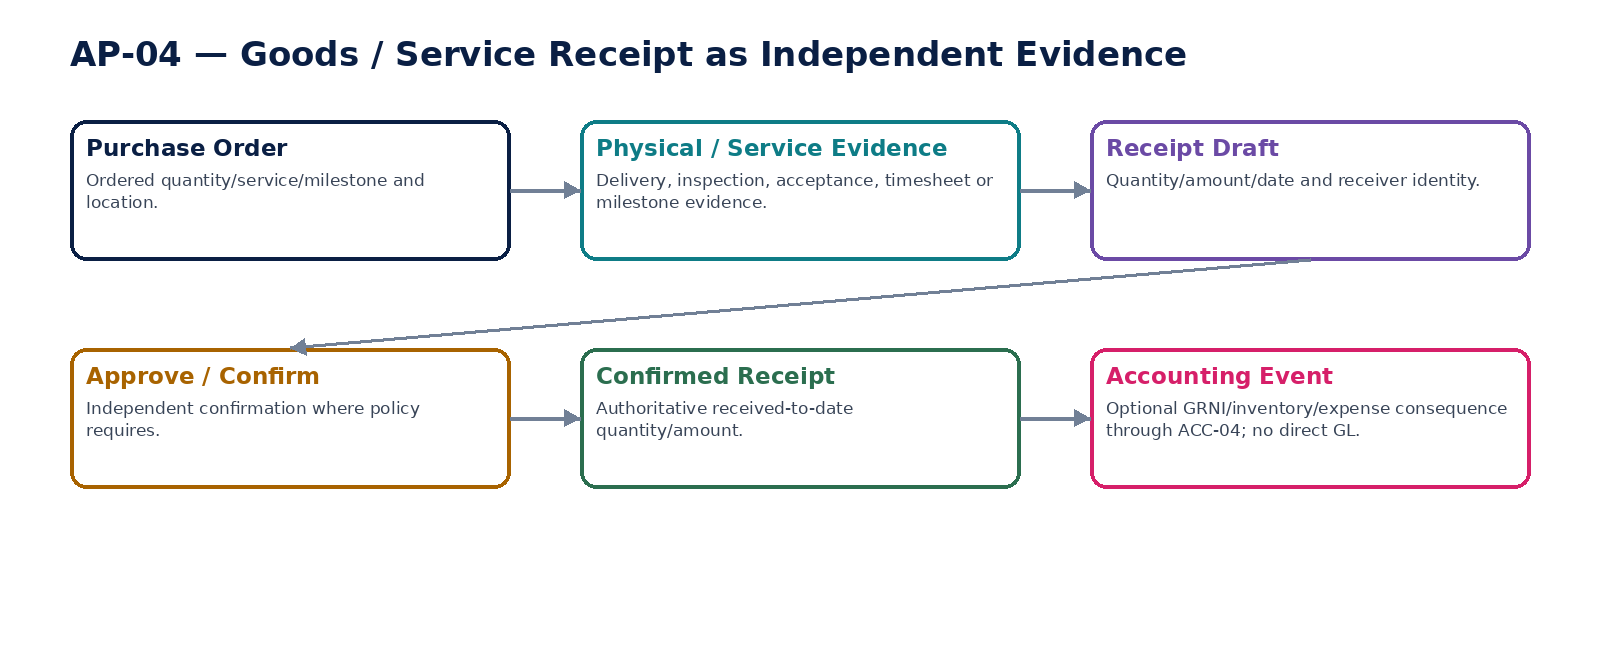 AP-04 — Goods / Service Receipt as Independent Evidence
Purchase Order
Ordered quantity/service/milestone and
location.
Physical / Service Evidence
Delivery, inspection, acceptance, timesheet or
milestone evidence.
Receipt Draft
Quantity/amount/date and receiver identity.
Approve / Confirm
Independent confirmation where policy
requires.
Confirmed Receipt
Authoritative received-to-date
quantity/amount.
Accounting Event
Optional GRNI/inventory/expense consequence
through ACC-04; no direct GL.